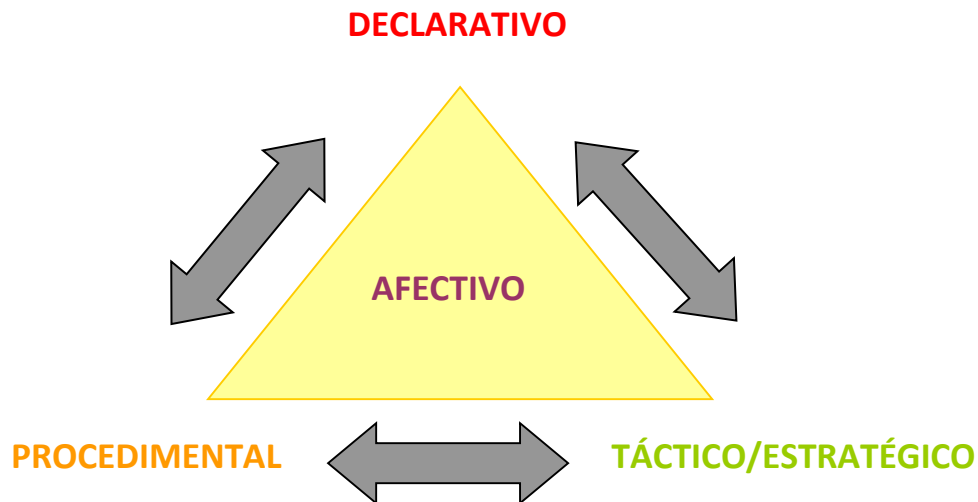 DECLARATIVO
AFECTIVO
PROCEDIMENTAL
TÁCTICO/ESTRATÉGICO